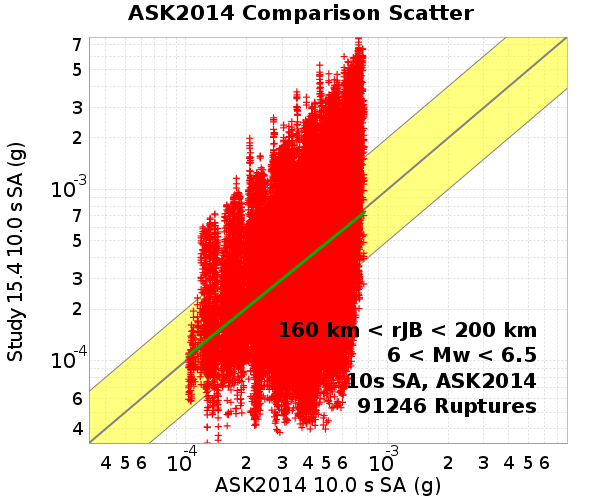 ASK2014 Comparison Scatter
Study 15.4 10.0 s SA (g)
7
5
3
2
10-3
7
5
3
2
10-4
6
4
160 km < rJB < 200 km
6 < Mw < 6.5
10s SA, ASK2014
91246 Ruptures
4 5 6 10-4 2 3 4 5 6 10-3 2 3 4 5 6
ASK2014 10.0 s SA (g)